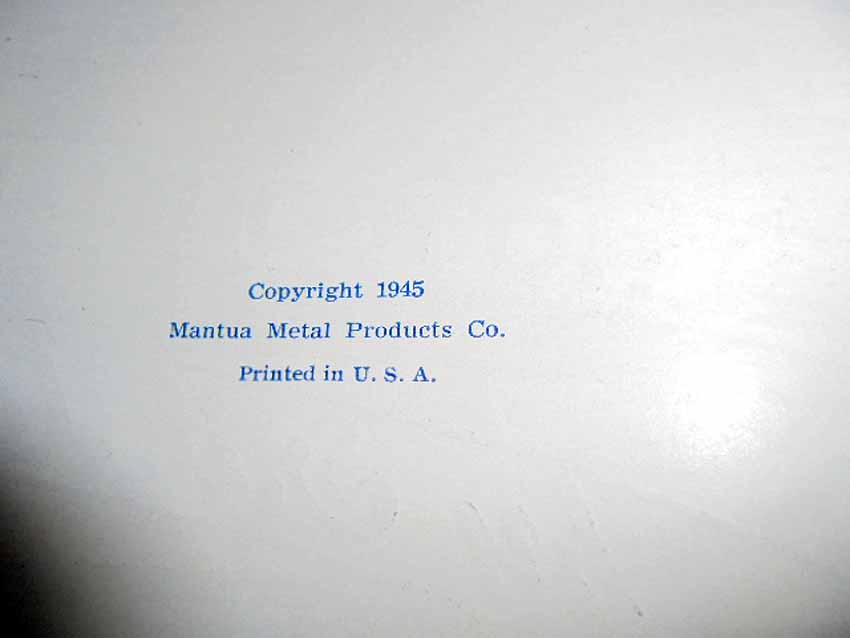 Copyright 1945
Mantua Metal Products Co.
Printed in U. S. A.